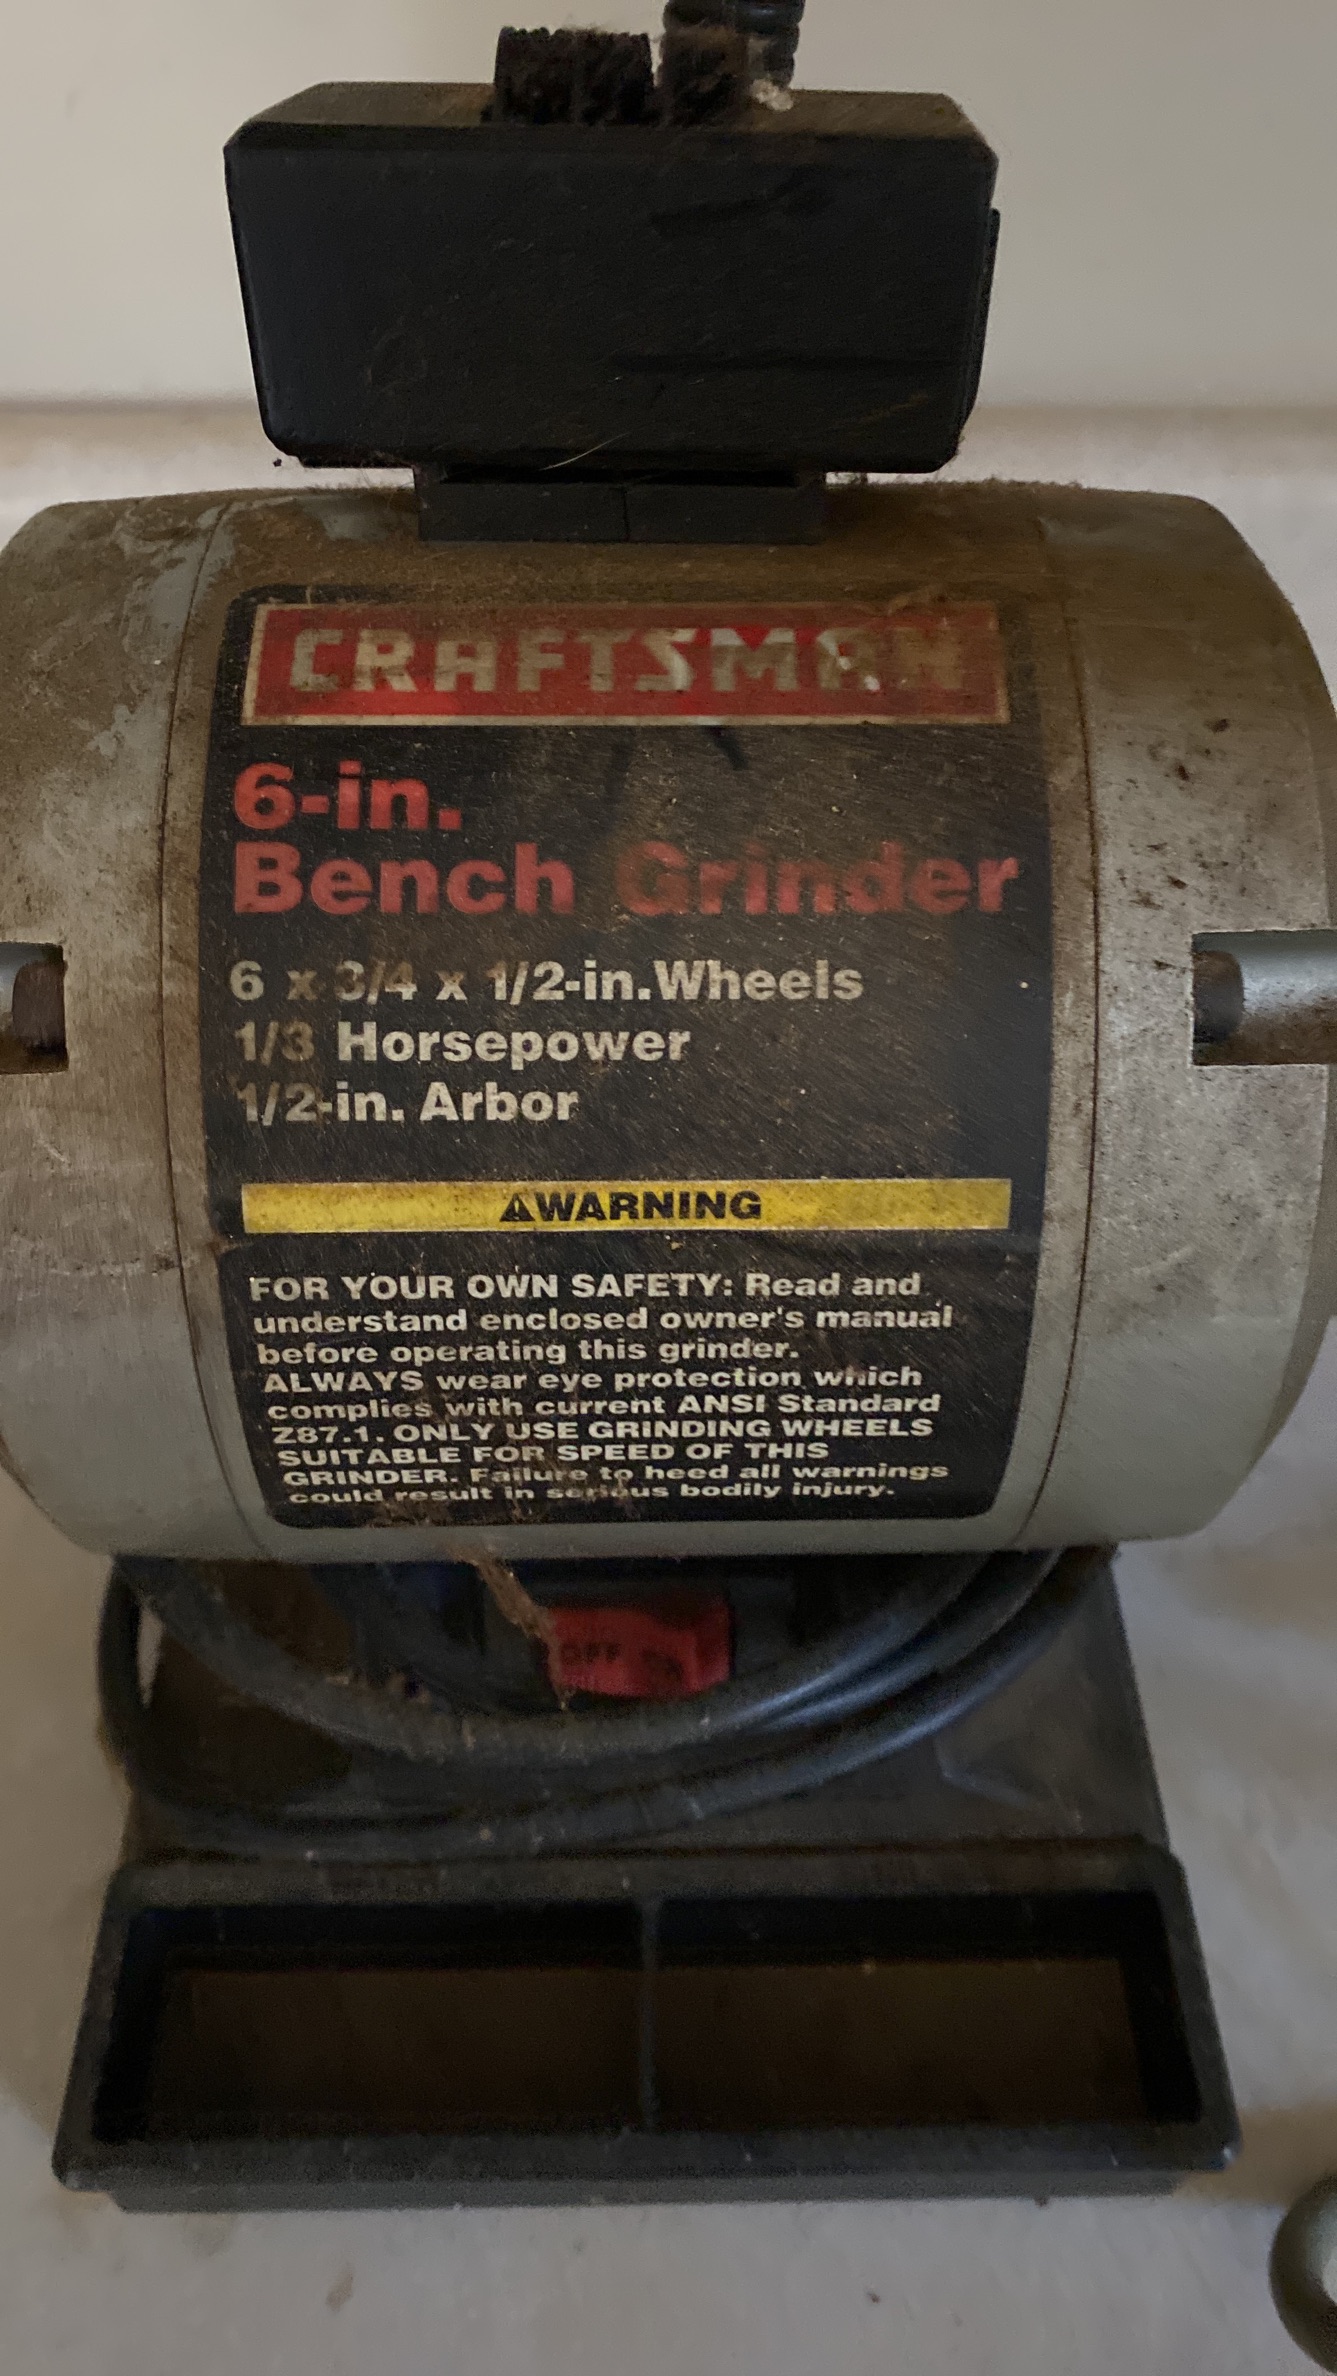 CRAFTSMAN
6-in.
Bench Grinder
6 x 3/4 x 1/2-in.Wheels
1/3 Horsepower
1/2-in. Arbor
⚠WARNING
FOR YOUR OWN SAFETY: Read and
understand enclosed owner's manual
before operating this grinder.
ALWAYS wear eye protection which
complies with current ANSI Standard
Z87.1. ONLY USE GRINDING WHEELS
SUITABLE FOR SPEED OF THIS
GRINDER. Failure to heed all warnings
could result in serious bodily injury.
OFF ON